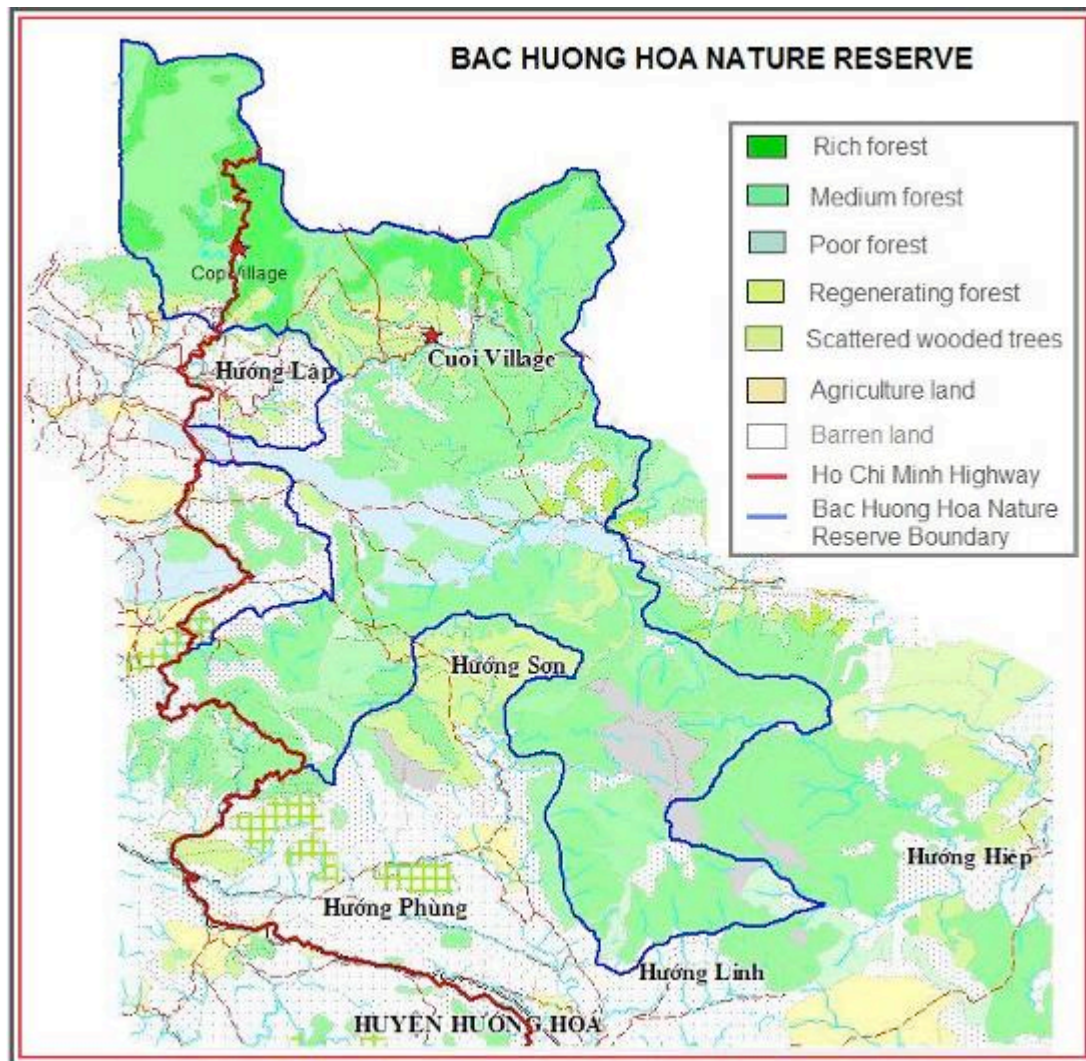 BAC HUONG HOA NATURE RESERVE
Rich forest
Medium forest
Poor forest
Regenerating forest
Scattered wooded trees
Agriculture land
Barren land
Ho Chi Minh Highway
Bac Huong Hoa Nature
Reserve Boundary
Cop Village
Cuoi Village
Hướng Lập
Hướng Sơn
Hướng Hiệp
Hướng Phùng
Hướng Linh
HUYỆN HƯỚNG HOÁ